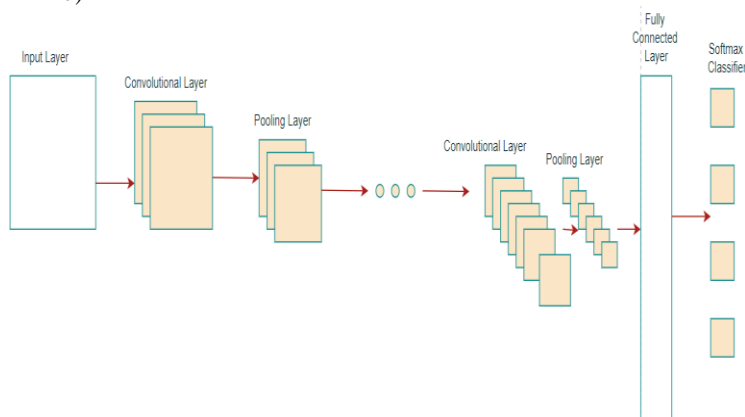 Input Layer
Convolutional Layer
Pooling Layer
Convolutional Layer
Pooling Layer
Fully
Connected
Layer
Softmax
Classifier